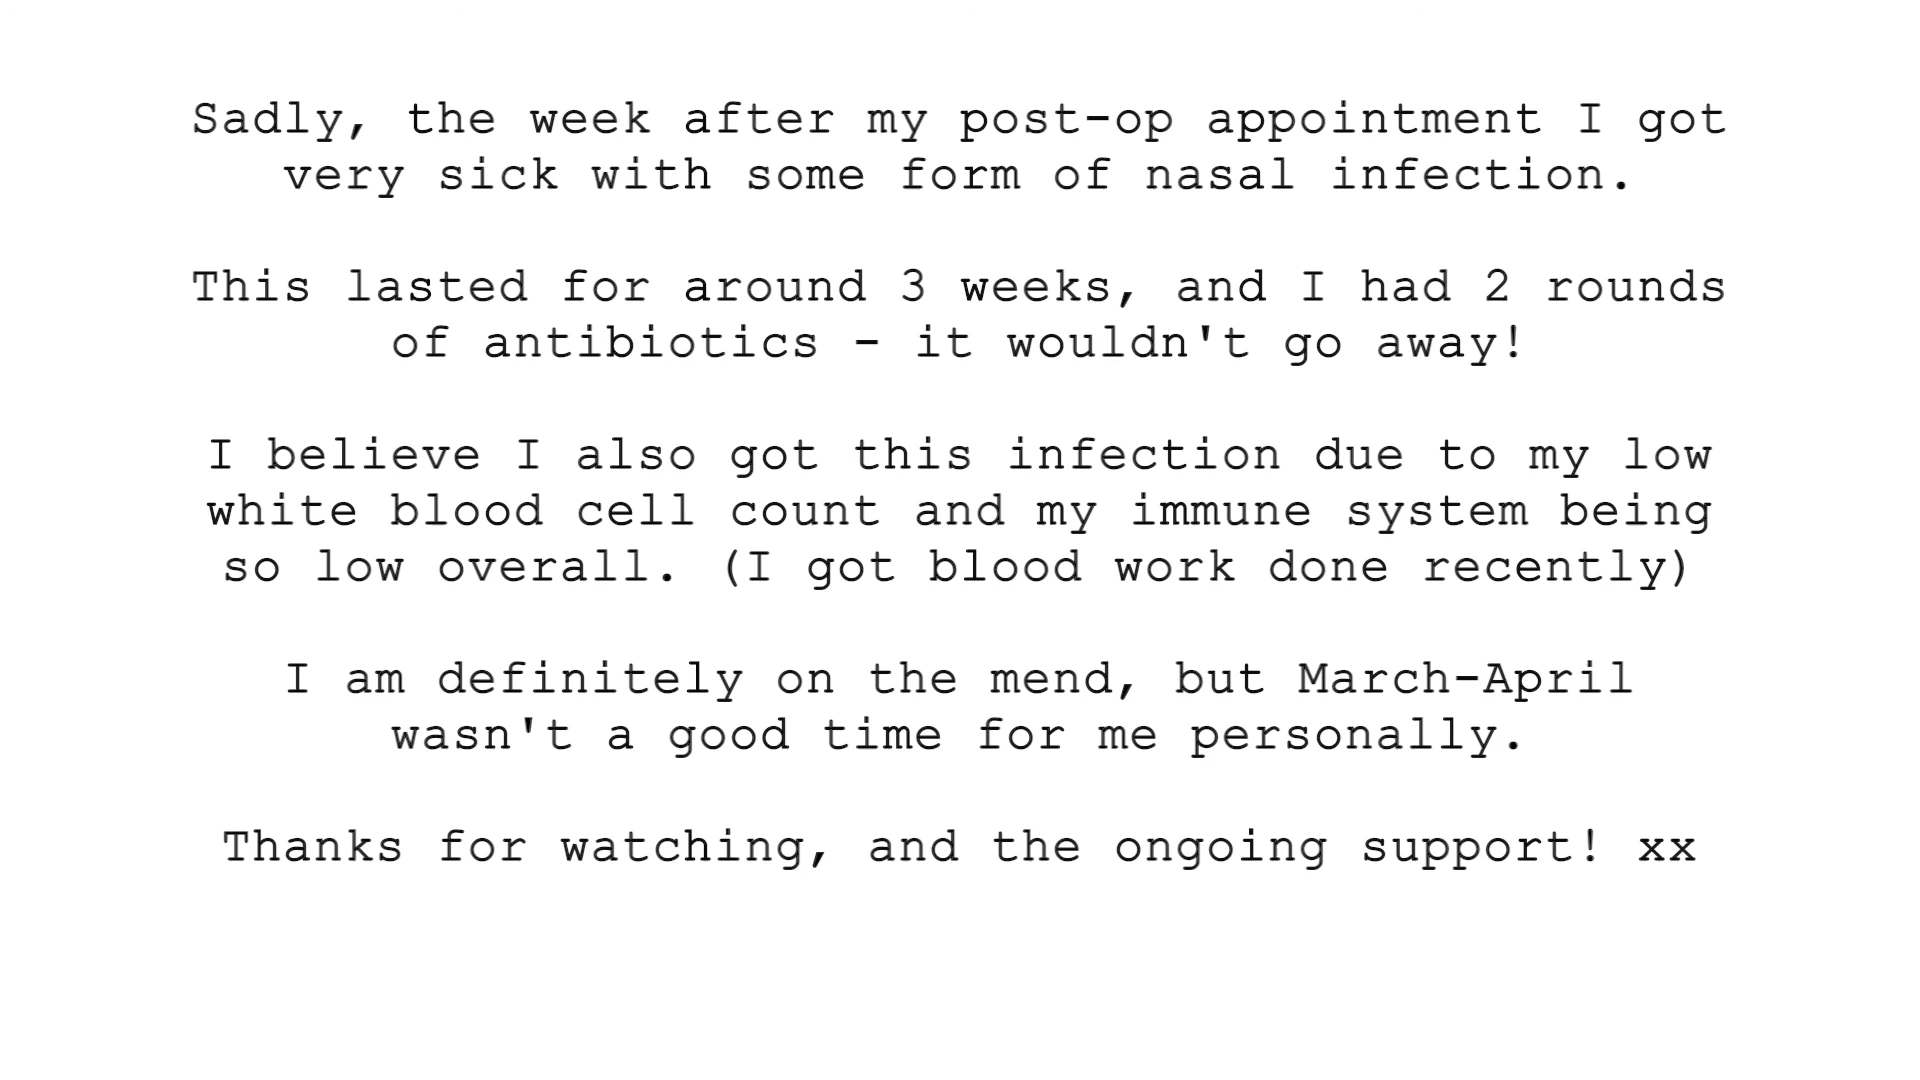 Sadly, the week after my post-op appointment I got
very sick with some form of nasal infection.
This lasted for around 3 weeks, and I had 2 rounds
of antibiotics - it wouldn't go away!
I believe I also got this infection due to my low
white blood cell count and my immune system being
so low overall. (I got blood work done recently)
I am definitely on the mend, but March-April
wasn't a good time for me personally.
Thanks for watching, and the ongoing support! xx